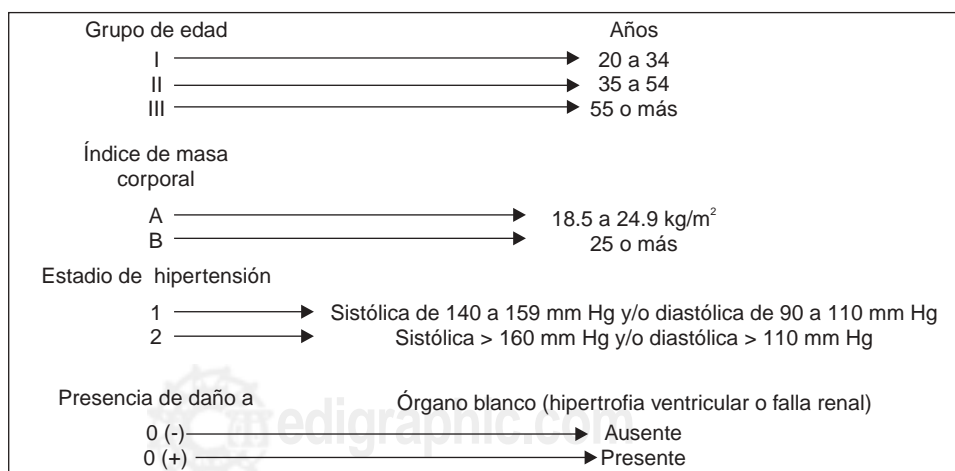 Grupo de edad Años
I 20 a 34
II 35 a 54
III 55 o más
Índice de masa
corporal
A 18.5 a 24.9 kg/m²
B 25 o más
Estadio de hipertensión
1 Sistólica de 140 a 159 mm Hg y/o diastólica de 90 a 110 mm Hg
2 Sistólica > 160 mm Hg y/o diastólica > 110 mm Hg
Presencia de daño a Órgano blanco (hipertrofia ventricular o falla renal)
edigraphic.com
0 (-) Ausente
0 (+) Presente